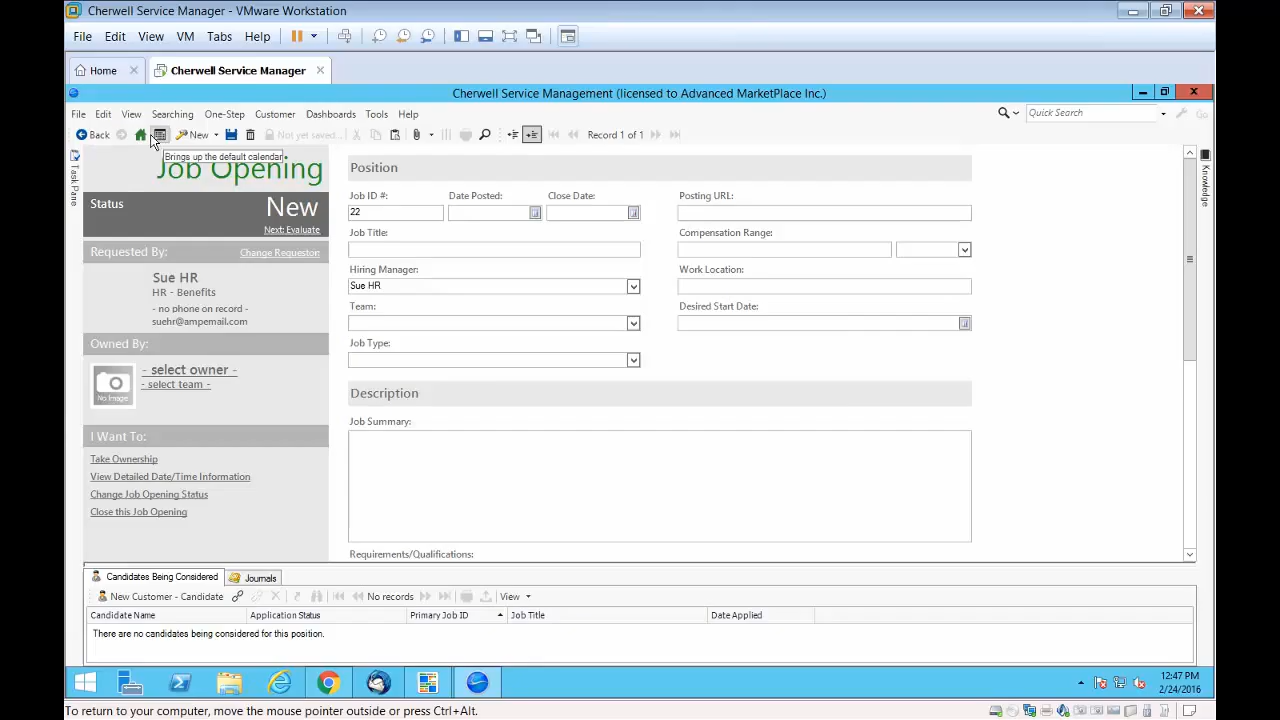 Cherwell Service Manager - VMware Workstation
File Edit View VM Tabs Help
Home Cherwell Service Manager
Cherwell Service Management (licensed to Advanced MarketPlace Inc.)
File Edit View Searching One-Step Customer Dashboards Tools Help Quick Search Go
Back New Not yet saved... Record 1 of 1
Brings up the default calendar
Task Pane
Knowledge
Job Opening
Status New
Next: Evaluate
Requested By: Change Requestor:
Sue HR
HR - Benefits
- no phone on record -
suehr@ampemail.com
Owned By:
No Image
- select owner -
- select team -
I Want To:
Take Ownership
View Detailed Date/Time Information
Change Job Opening Status
Close this Job Opening
Position
Job ID #: Date Posted: Close Date: Posting URL:
22
Job Title: Compensation Range:
Hiring Manager: Work Location:
Sue HR
Team: Desired Start Date:
Job Type:
Description
Job Summary:
Requirements/Qualifications:
Candidates Being Considered Journals
New Customer - Candidate No records View
Candidate Name Application Status Primary Job ID Job Title Date Applied
There are no candidates being considered for this position.
12:47 PM
2/24/2016
To return to your computer, move the mouse pointer outside or press Ctrl+Alt.